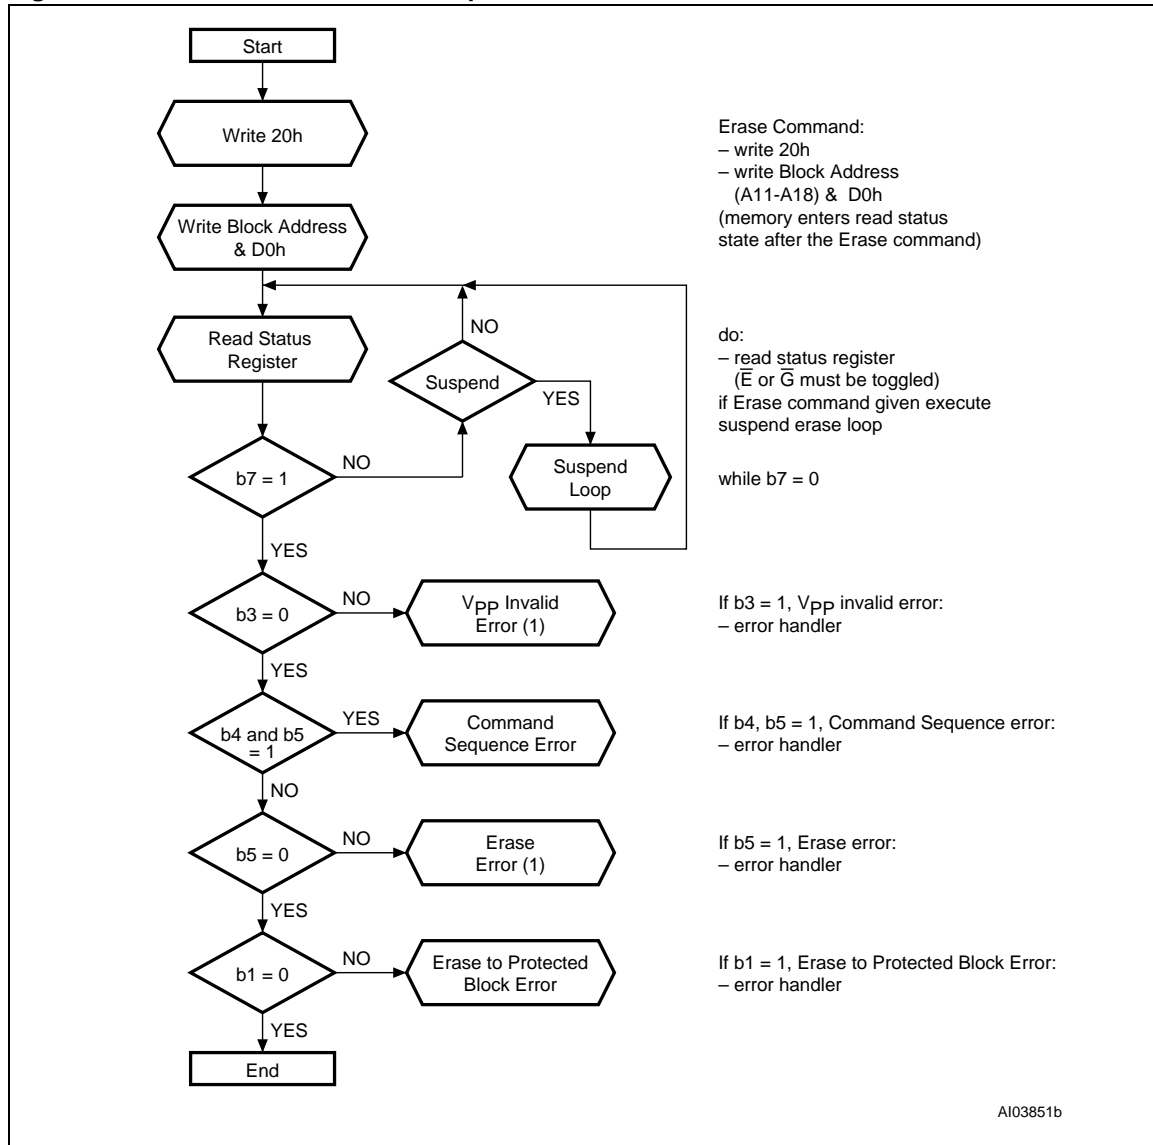 Start
Write 20h
Erase Command:
– write 20h
– write Block Address
(A11-A18) & D0h
(memory enters read status
state after the Erase command)
Write Block Address
& D0h
Read Status
Register
NO
Suspend
YES
do:
– read status register
(E̅ or G̅ must be toggled)
if Erase command given execute
suspend erase loop
while b7 = 0
b7 = 1
NO
Suspend
Loop
YES
b3 = 0
NO
VPP Invalid
Error (1)
If b3 = 1, VPP invalid error:
– error handler
YES
b4 and b5
= 1
YES
Command
Sequence Error
If b4, b5 = 1, Command Sequence error:
– error handler
NO
b5 = 0
NO
Erase
Error (1)
If b5 = 1, Erase error:
– error handler
YES
b1 = 0
NO
Erase to Protected
Block Error
If b1 = 1, Erase to Protected Block Error:
– error handler
YES
End
AI03851b